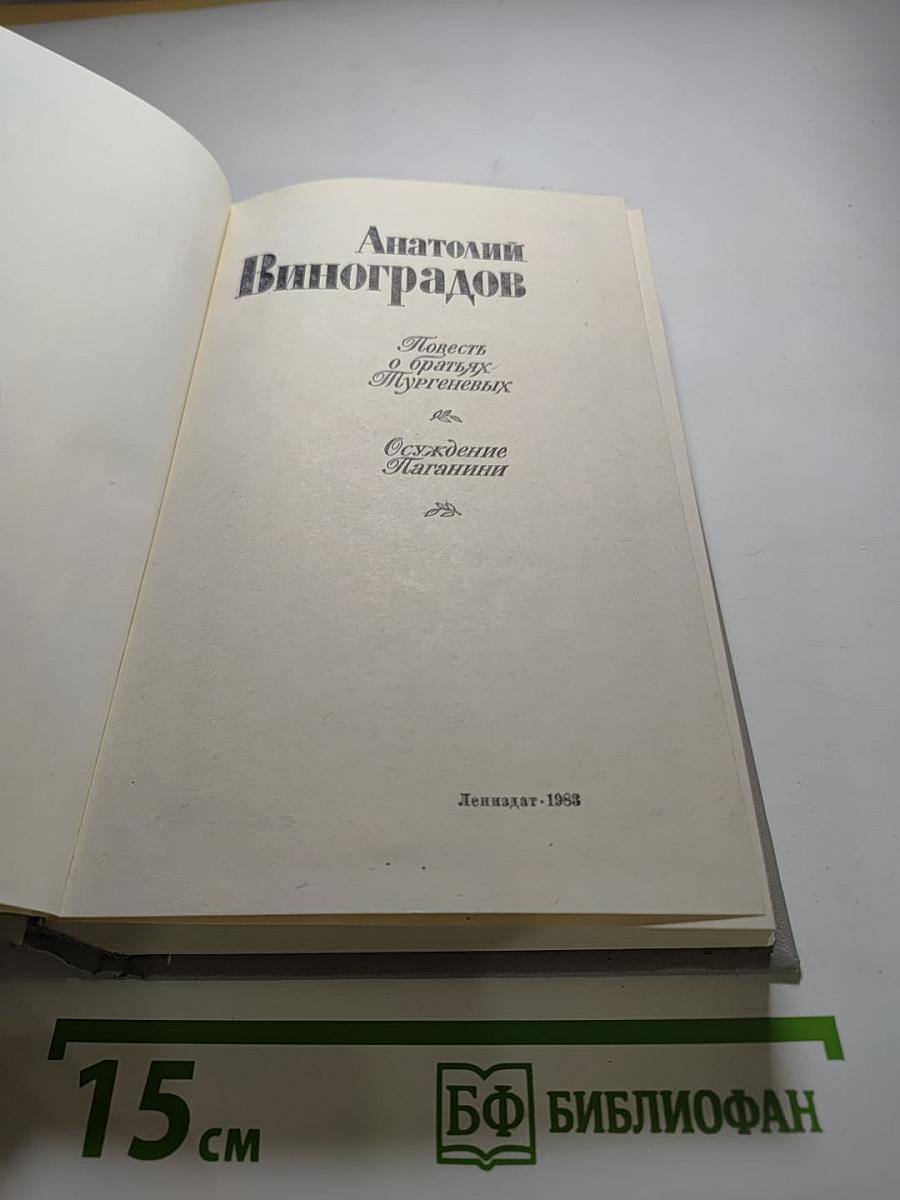 Анатолий
Виноградов
Повесть
о братьях
Тургеневых
Осуждение
Паганини
Лениздат·1983
15 см
БФ БИБЛИОФАН